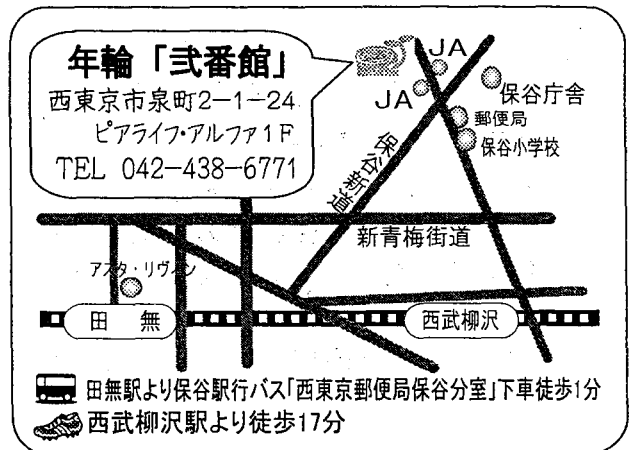 年輪「弐番館」
西東京市泉町2−1−24
ピアライフ・アルファ1F
TEL 042−438−6771
JA
JA
保谷庁舎
郵便局
保谷小学校
保谷新道
新青梅街道
アスタ・リヴィン
田 無
西武柳沢
田無駅より保谷駅行バス「西東京郵便局保谷分室」下車徒歩1分
西武柳沢駅より徒歩17分